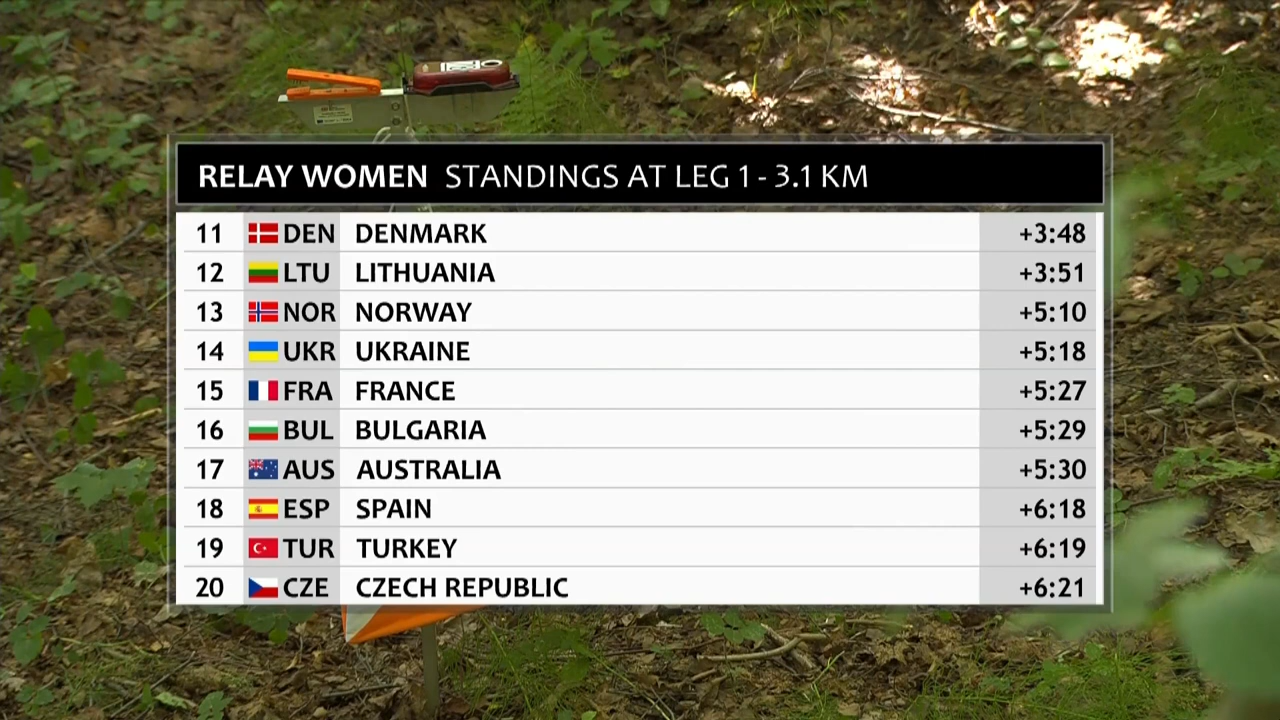 RELAY WOMEN STANDINGS AT LEG 1 - 3.1 KM
11 DEN DENMARK +3:48
12 LTU LITHUANIA +3:51
13 NOR NORWAY +5:10
14 UKR UKRAINE +5:18
15 FRA FRANCE +5:27
16 BUL BULGARIA +5:29
17 AUS AUSTRALIA +5:30
18 ESP SPAIN +6:18
19 TUR TURKEY +6:19
20 CZE CZECH REPUBLIC +6:21